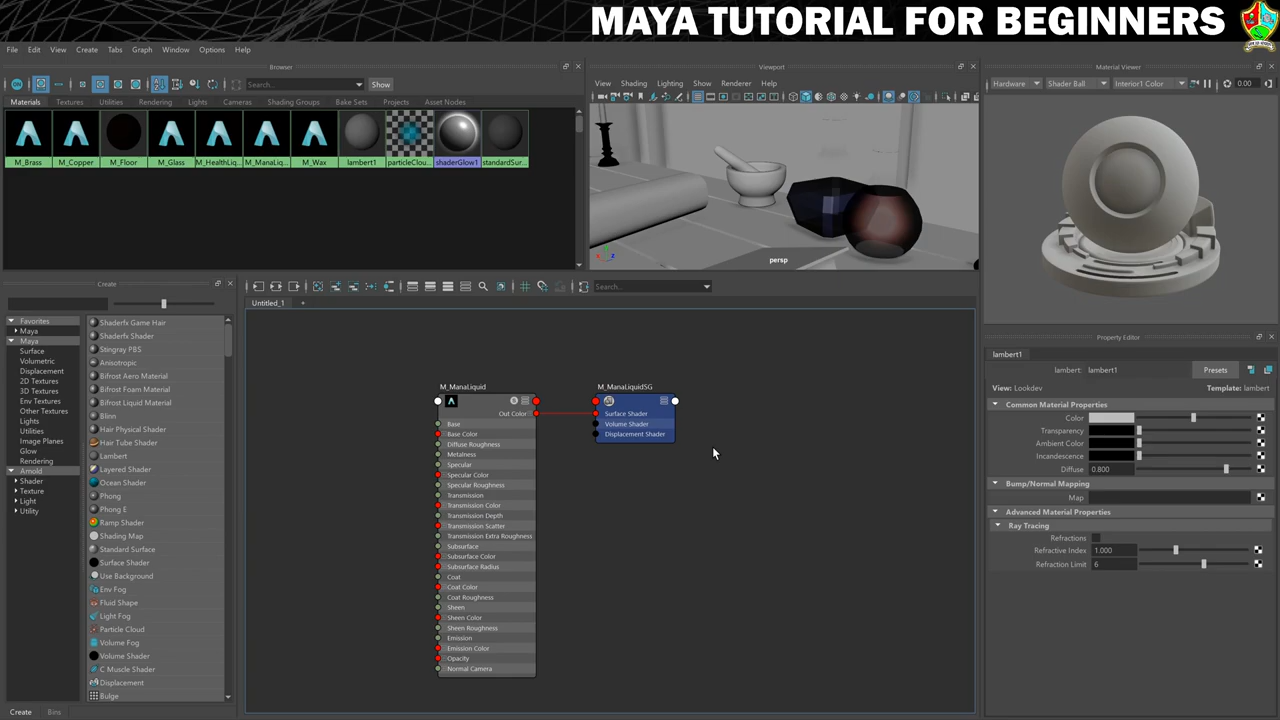 MAYA TUTORIAL FOR BEGINNERS
File Edit View Create Tabs Graph Window Options Help
Browser
Viewport
Material Viewer
Search...
Show
View Shading Lighting Show Renderer Help
Hardware Shader Ball Interior1 Color 0.00
Materials Textures Utilities Rendering Lights Cameras Shading Groups Bake Sets Projects Asset Nodes
M_Brass M_Copper M_Floor M_Glass M_HealthLiq... M_ManaLiq... M_Wax lambert1 particleClou... shaderGlow1 standardSur...
persp
Create
Search...
Untitled_1 +
Favorites
Maya
Maya
Surface
Volumetric
Displacement
2D Textures
3D Textures
Env Textures
Other Textures
Lights
Utilities
Image Planes
Glow
Rendering
Arnold
Shader
Texture
Light
Utility
Shaderfx Game Hair
Shaderfx Shader
Stingray PBS
Anisotropic
Bifrost Aero Material
Bifrost Foam Material
Bifrost Liquid Material
Blinn
Hair Physical Shader
Hair Tube Shader
Lambert
Layered Shader
Ocean Shader
Phong
Phong E
Ramp Shader
Shading Map
Standard Surface
Surface Shader
Use Background
Env Fog
Fluid Shape
Light Fog
Particle Cloud
Volume Fog
Volume Shader
C Muscle Shader
Displacement
Bulge
Create Bins
M_ManaLiquid
Out Color
Base
Base Color
Diffuse Roughness
Metalness
Specular
Specular Color
Specular Roughness
Transmission
Transmission Color
Transmission Depth
Transmission Scatter
Transmission Extra Roughness
Subsurface
Subsurface Color
Subsurface Radius
Coat
Coat Color
Coat Roughness
Sheen
Sheen Color
Sheen Roughness
Emission
Emission Color
Opacity
Normal Camera
M_ManaLiquidSG
Surface Shader
Volume Shader
Displacement Shader
Property Editor
lambert1
lambert: lambert1 Presets
View: Lookdev Template: lambert
Common Material Properties
Color
Transparency
Ambient Color
Incandescence
Diffuse 0.800
Bump/Normal Mapping
Map
Advanced Material Properties
Ray Tracing
Refractions
Refractive Index 1.000
Refraction Limit 6